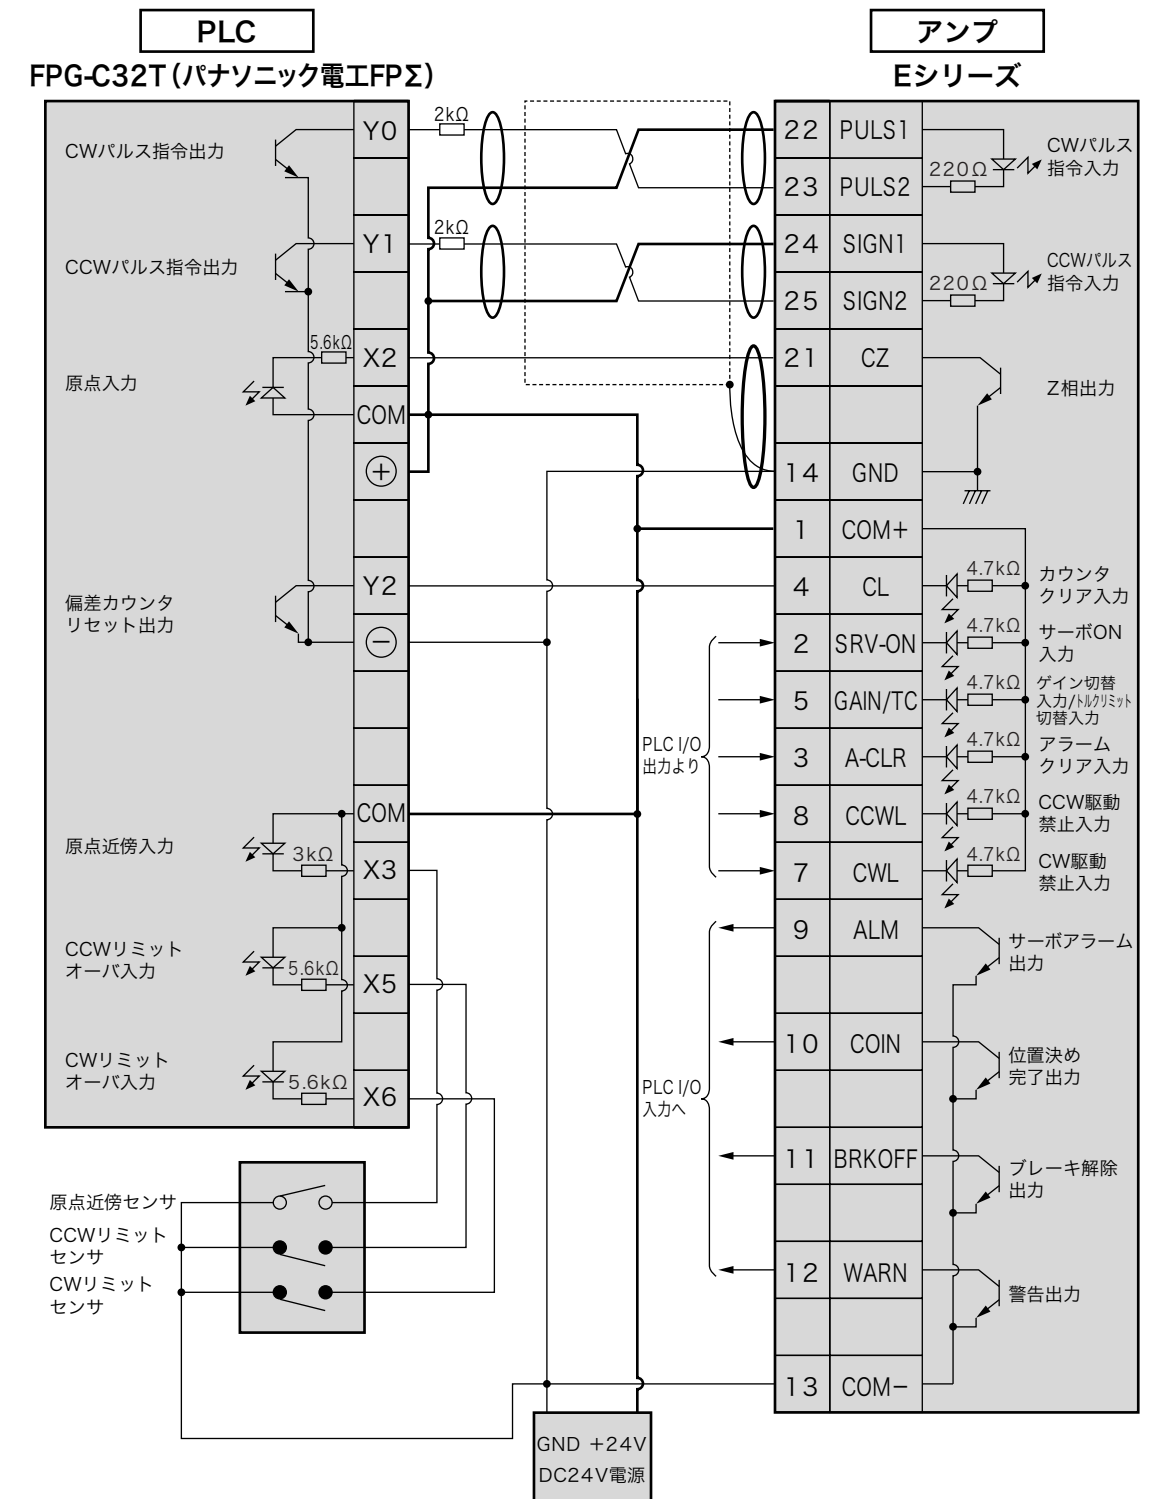 PLC
アンプ
FPG-C32T(パナソニック電工FPΣ)
Eシリーズ
CWパルス指令出力
Y0
2kΩ
22 PULS1
CWパルス
指令入力
220Ω
23 PULS2
CCWパルス指令出力
Y1
2kΩ
24 SIGN1
CCWパルス
指令入力
220Ω
25 SIGN2
原点入力
5.6kΩ
X2
21 CZ
Z相出力
COM
+
14 GND
1 COM+
偏差カウンタ
リセット出力
Y2
4 CL
4.7kΩ
カウンタ
クリア入力
−
2 SRV-ON
4.7kΩ
サーボON
入力
5 GAIN/TC
4.7kΩ
ゲイン切替
入力/トルクリミット
切替入力
PLC I/O
出力より
3 A-CLR
4.7kΩ
アラーム
クリア入力
COM
8 CCWL
4.7kΩ
CCW駆動
禁止入力
原点近傍入力
3kΩ
X3
7 CWL
4.7kΩ
CW駆動
禁止入力
9 ALM
サーボアラーム
出力
CCWリミット
オーバ入力
5.6kΩ
X5
10 COIN
位置決め
完了出力
CWリミット
オーバ入力
5.6kΩ
X6
PLC I/O
入力へ
11 BRKOFF
ブレーキ解除
出力
原点近傍センサ
CCWリミット
センサ
CWリミット
センサ
12 WARN
警告出力
13 COM−
GND +24V
DC24V電源